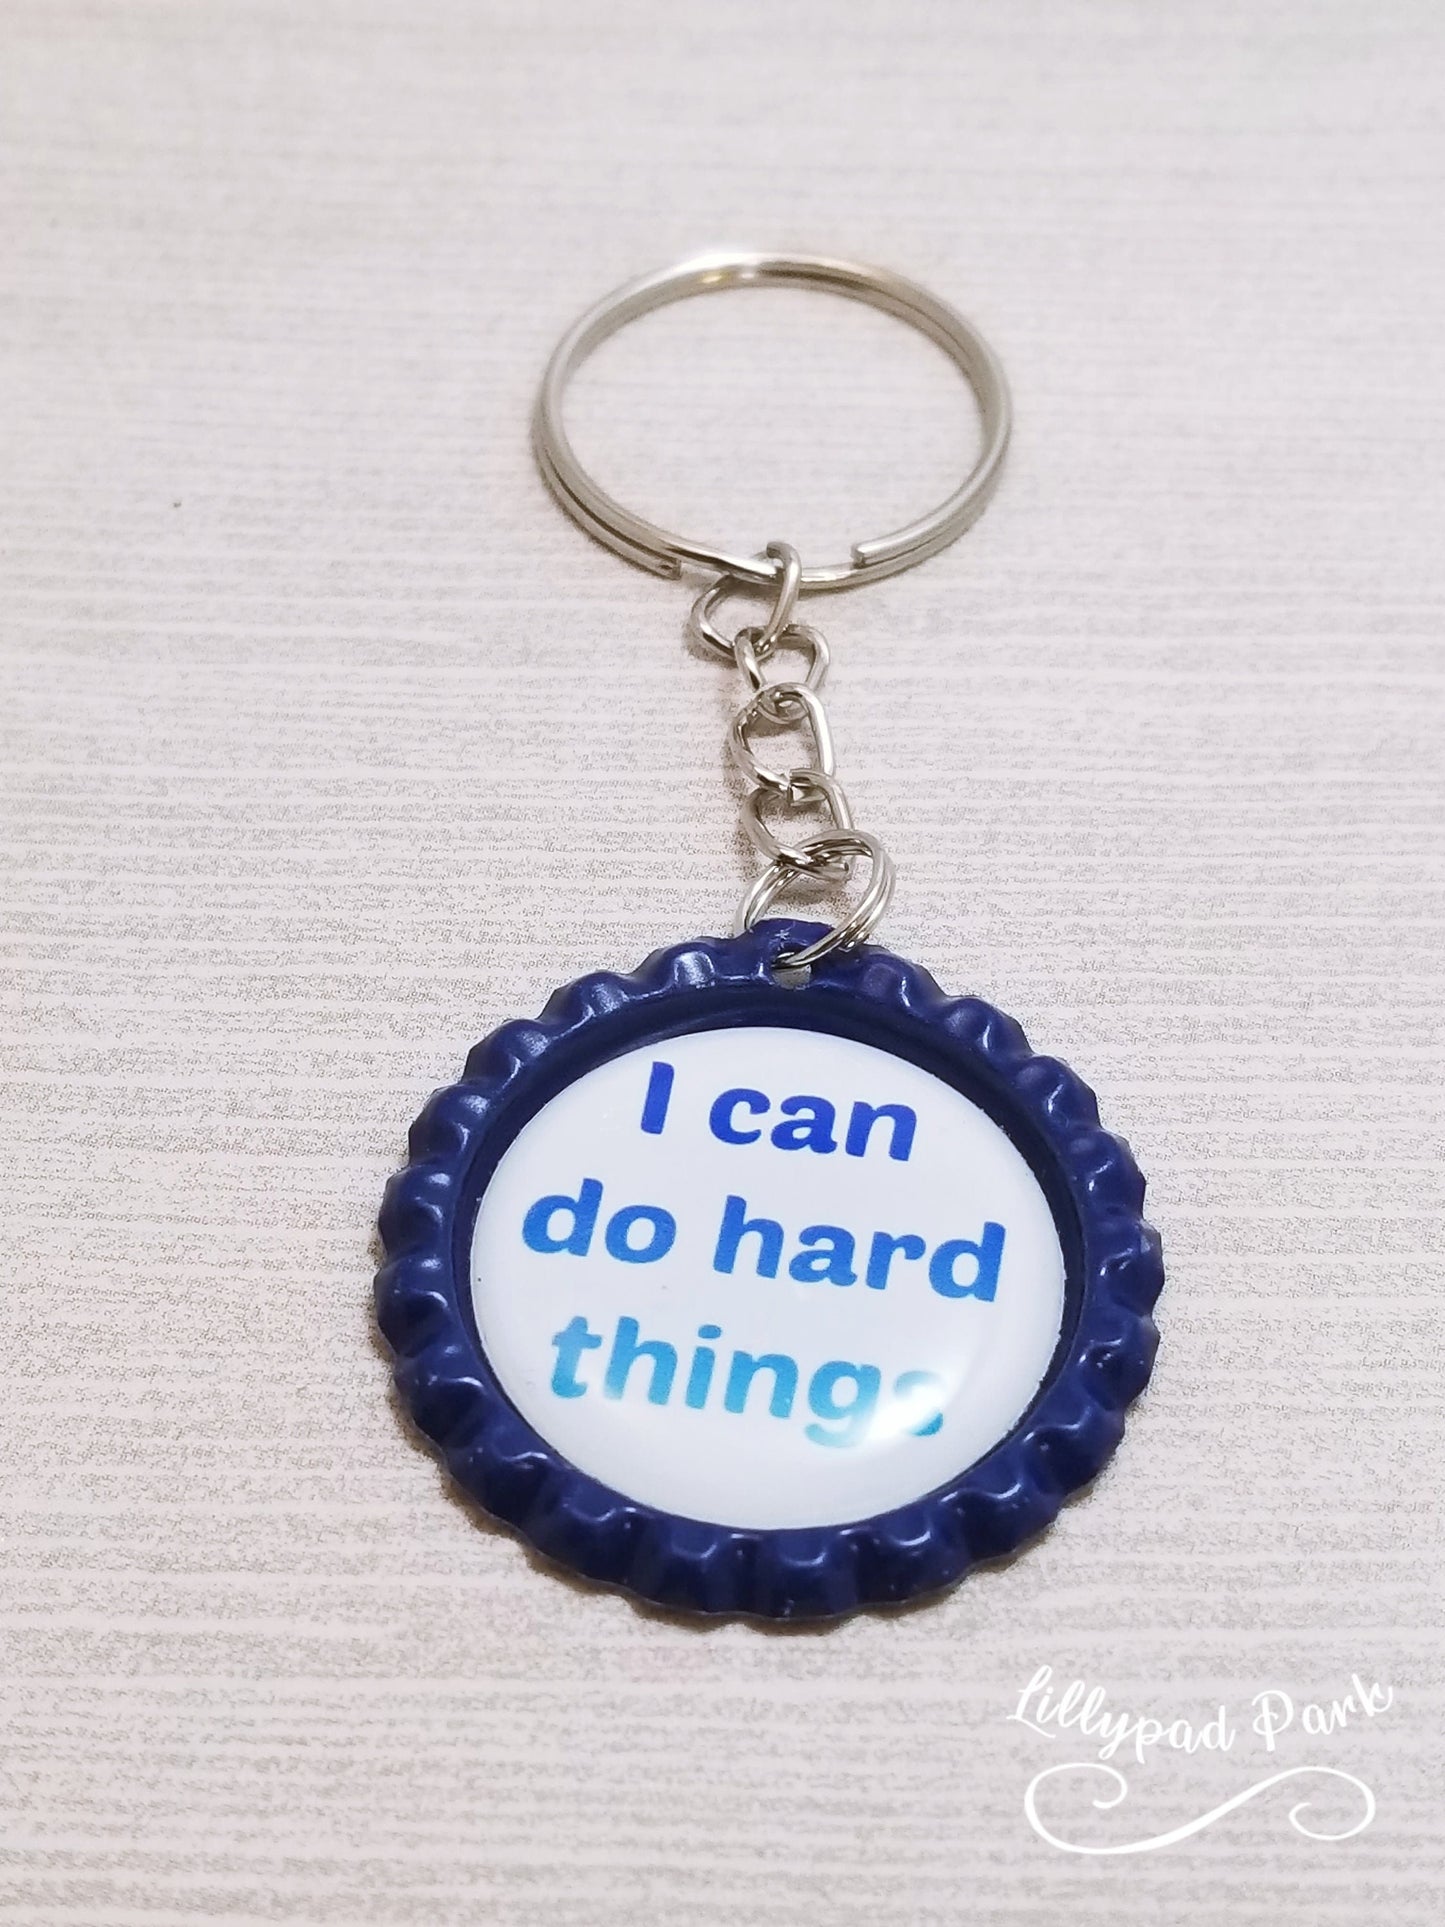 I can
do hard
things
Lillypad Park